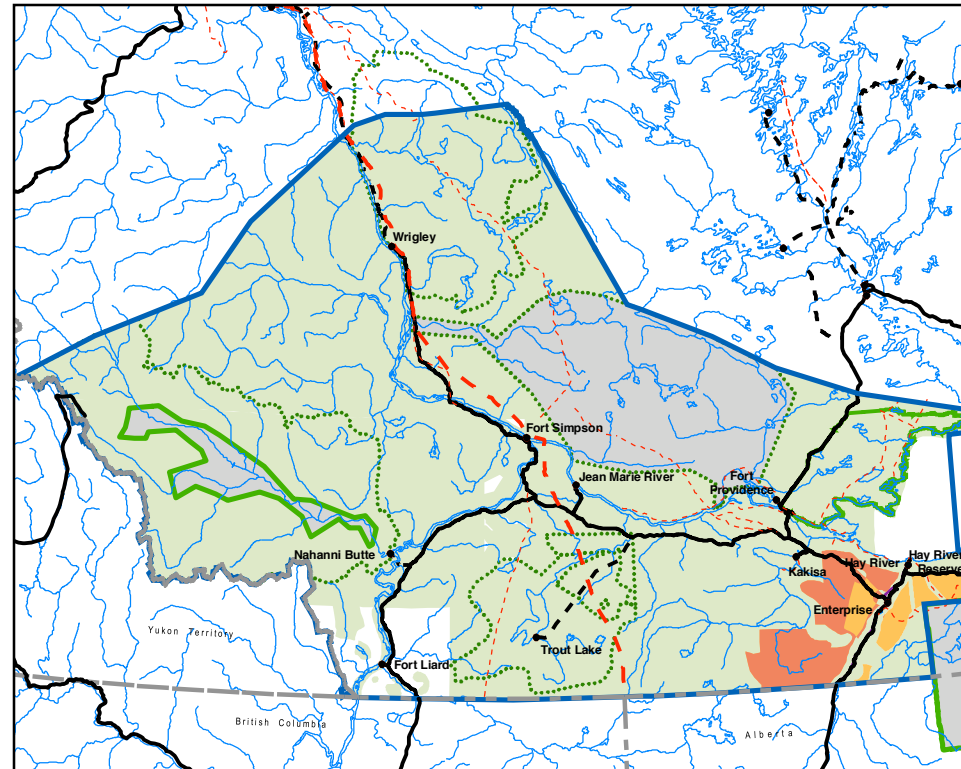 Wrigley
Fort Simpson
Jean Marie River
Fort
Providence
Nahanni Butte
Hay River
Hay River
Reserve
Kakisa
Enterprise
Yukon Territory
Trout Lake
Fort Liard
British Columbia
Alberta